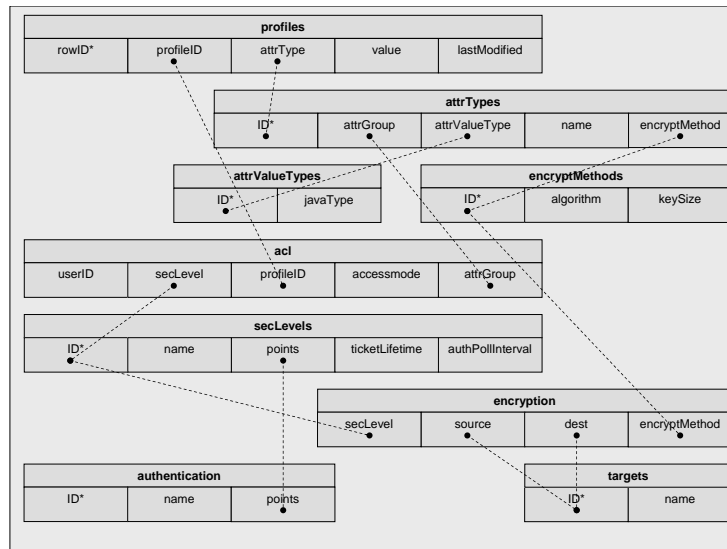 profiles
rowID* profileID attrType value lastModified
attrTypes
ID* attrGroup attrValueType name encryptMethod
attrValueTypes encryptMethods
ID* javaType ID* algorithm keySize
acl
userID secLevel profileID accessmode attrGroup
secLevels
ID* name points ticketLifetime authPollInterval
encryption
secLevel source dest encryptMethod
authentication targets
ID* name points ID* name